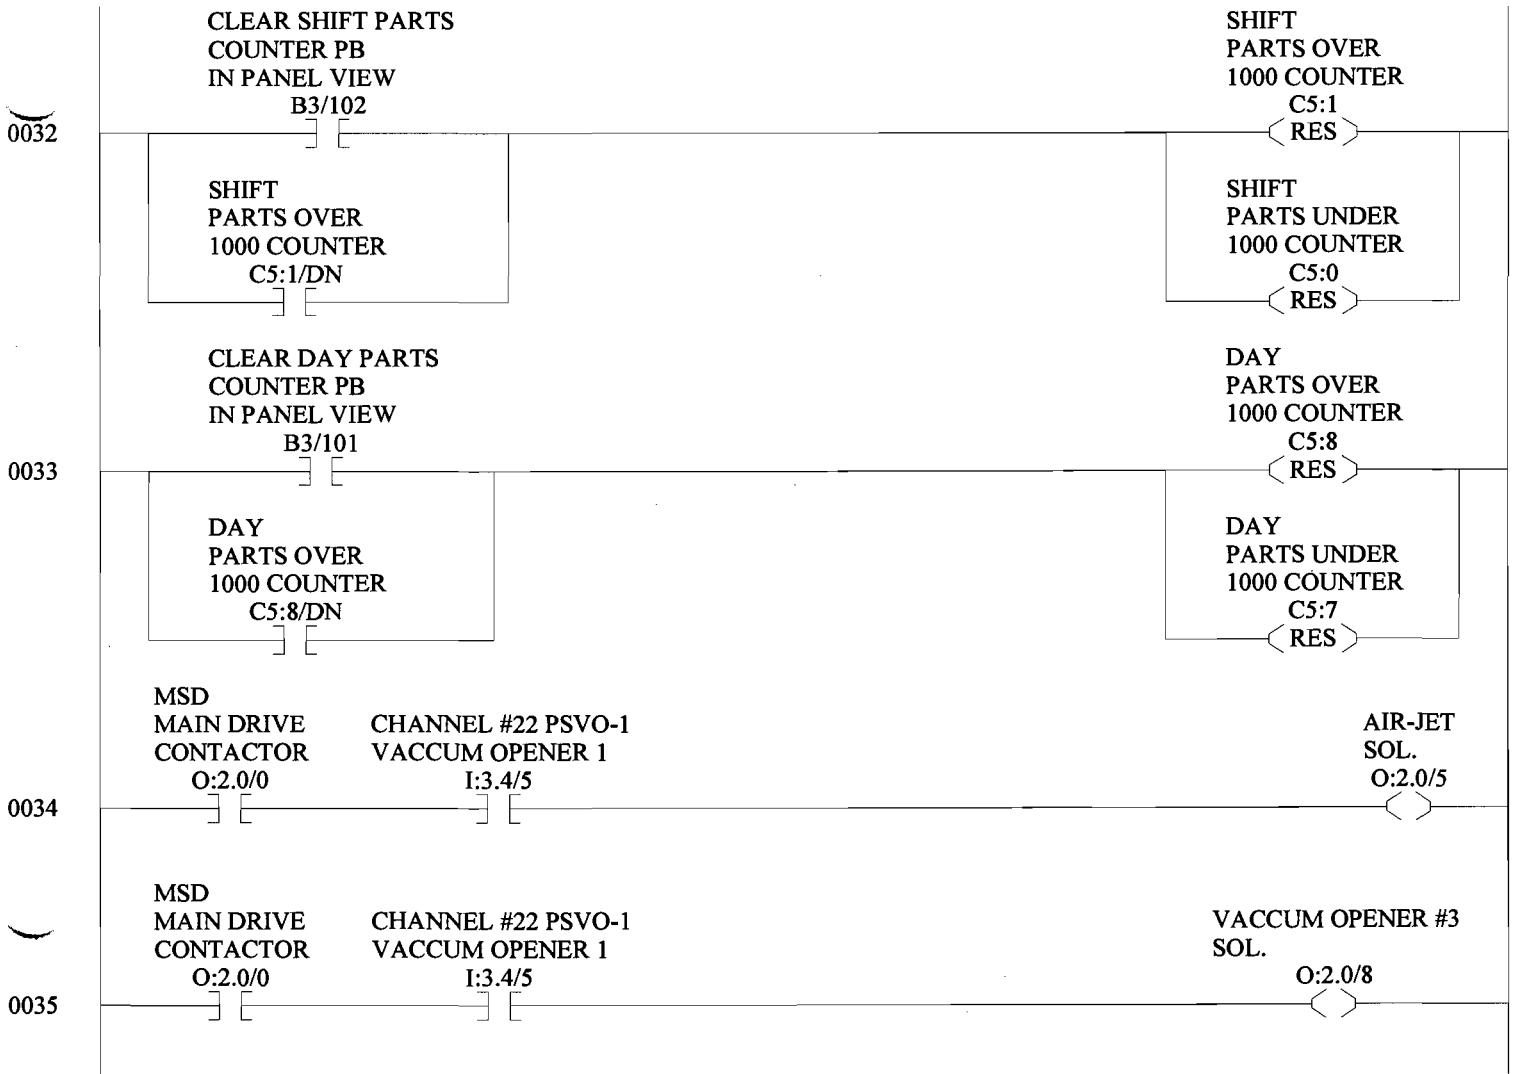 CLEAR SHIFT PARTS
COUNTER PB
IN PANEL VIEW
B3/102
SHIFT
PARTS OVER
1000 COUNTER
C5:1
RES
0032
SHIFT
PARTS OVER
1000 COUNTER
C5:1/DN
SHIFT
PARTS UNDER
1000 COUNTER
C5:0
RES
CLEAR DAY PARTS
COUNTER PB
IN PANEL VIEW
B3/101
DAY
PARTS OVER
1000 COUNTER
C5:8
RES
0033
DAY
PARTS OVER
1000 COUNTER
C5:8/DN
DAY
PARTS UNDER
1000 COUNTER
C5:7
RES
MSD
MAIN DRIVE
CONTACTOR
O:2.0/0
CHANNEL #22 PSVO-1
VACCUM OPENER 1
I:3.4/5
AIR-JET
SOL.
O:2.0/5
0034
MSD
MAIN DRIVE
CONTACTOR
O:2.0/0
CHANNEL #22 PSVO-1
VACCUM OPENER 1
I:3.4/5
VACCUM OPENER #3
SOL.
O:2.0/8
0035